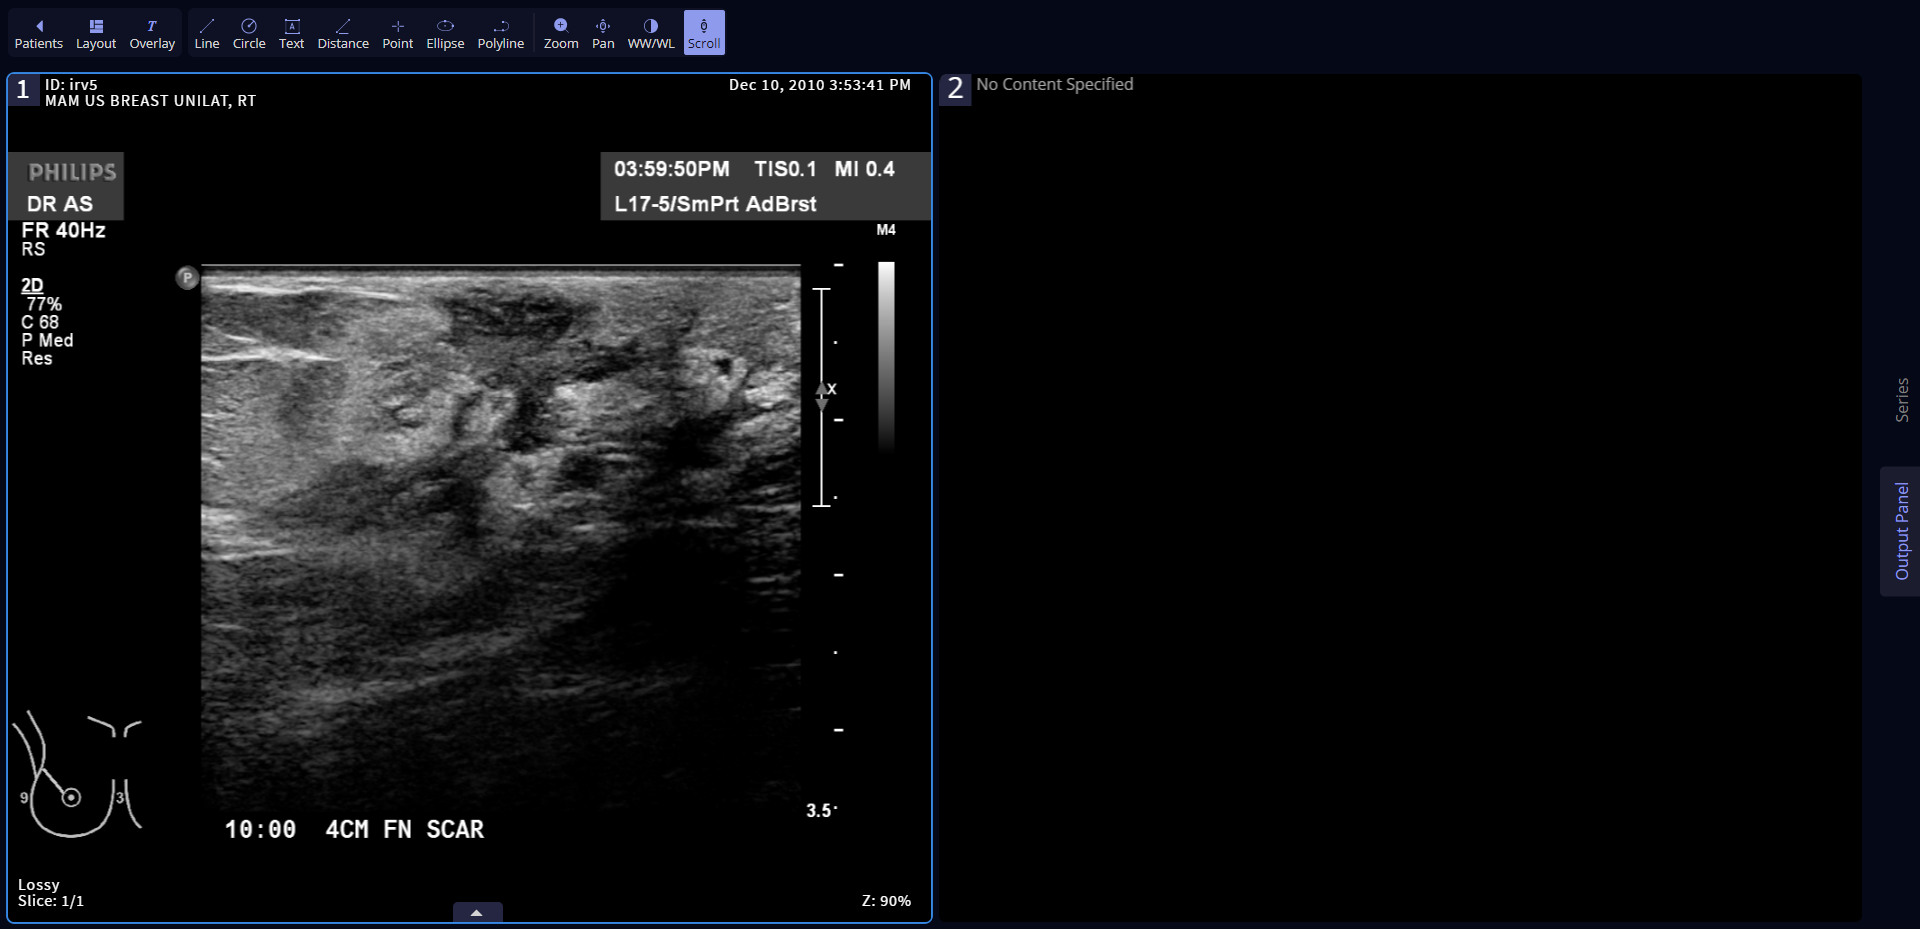 Patients Layout Overlay Line Circle Text Distance Point Ellipse Polyline Zoom Pan WW/WL Scroll
1
ID: irv5
MAM US BREAST UNILAT, RT
Dec 10, 2010 3:53:41 PM
PHILIPS
DR AS
03:59:50PM TIS0.1 MI 0.4
L17-5/SmPrt AdBrst
FR 40Hz
RS
2D
77%
C 68
P Med
Res
M4
P
X
3.5
9 3
10:00 4CM FN SCAR
Lossy
Slice: 1/1
Z: 90%
2
No Content Specified
Series
Output Panel